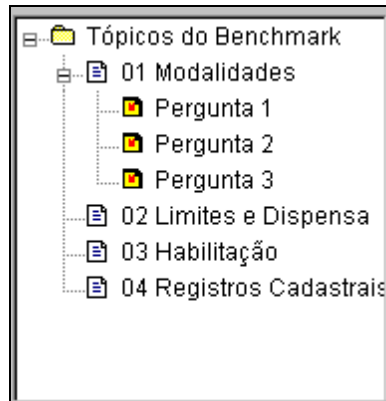 Tópicos do Benchmark
01 Modalidades
Pergunta 1
Pergunta 2
Pergunta 3
02 Limites e Dispensa
03 Habilitação
04 Registros Cadastrais